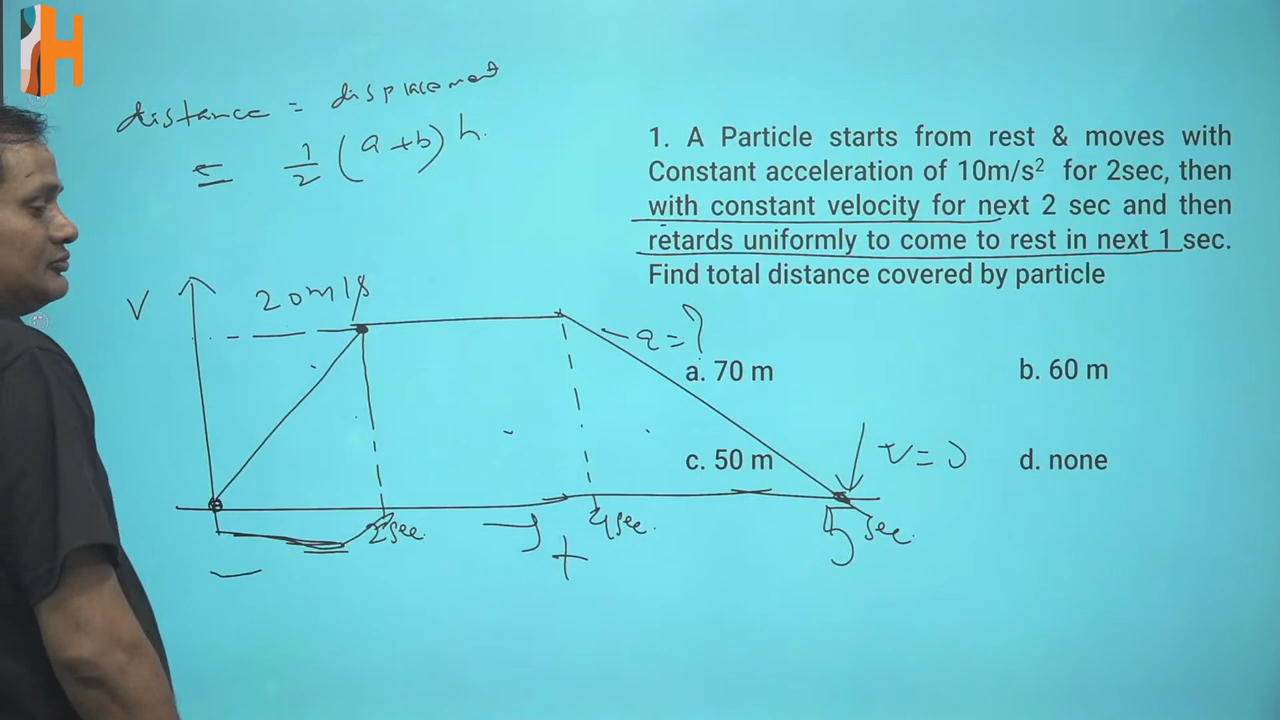 H
distance = displacement
= 1/2 (a+b) h.
1. A Particle starts from rest & moves with
Constant acceleration of 10m/s² for 2sec, then
with constant velocity for next 2 sec and then
retards uniformly to come to rest in next 1 sec.
Find total distance covered by particle
V
20m/s
a=?
a. 70 m
b. 60 m
c. 50 m
d. none
v=0
2sec.
4sec.
5sec.
t